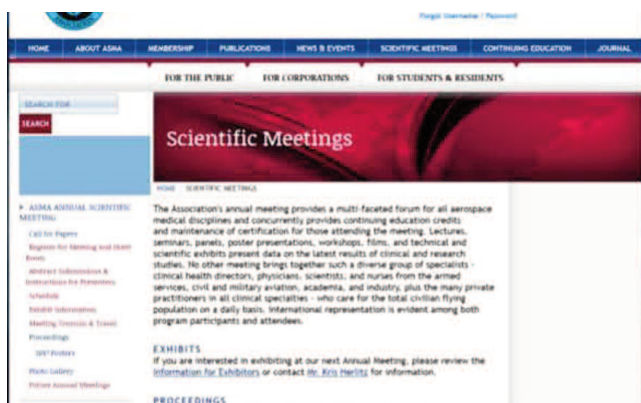 ASSOCIATION
Forgot Username / Password
HOME ABOUT ASMA MEMBERSHIP PUBLICATIONS NEWS & EVENTS SCIENTIFIC MEETINGS CONTINUING EDUCATION JOURNAL
FOR THE PUBLIC FOR CORPORATIONS FOR STUDENTS & RESIDENTS
SEARCH FOR
SEARCH
Scientific Meetings
HOME SCIENTIFIC MEETINGS
ASMA ANNUAL SCIENTIFIC
MEETING
Call for Papers
Register for Meeting and Hotel
Room
Abstract Submissions &
Instructions for Presenters
Schedule
Exhibit Information
Meeting Forensic & Travel
Proceedings
Posters
Photo Gallery
Future Annual Meetings
The Association's annual meeting provides a multi-faceted forum for all aerospace
medical disciplines and concurrently provides continuing education credits
and maintenance of certification for those attending the meeting. Lectures,
seminars, panels, poster presentations, workshops, films, and technical and
scientific exhibits present data on the latest results of clinical and research
studies. No other meeting brings together such a diverse group of specialists -
clinical health directors, physicians, scientists, and nurses from the armed
services, civil and military aviation, academia, and industry, plus the many private
practitioners in all clinical specialties - who care for the total civilian flying
population on a daily basis. International representation is evident among both
program participants and attendees.
EXHIBITS
If you are interested in exhibiting at our next Annual Meeting, please review the
Information for Exhibitors or contact Mr. Kris Herlitz for information.
PROCEEDINGS